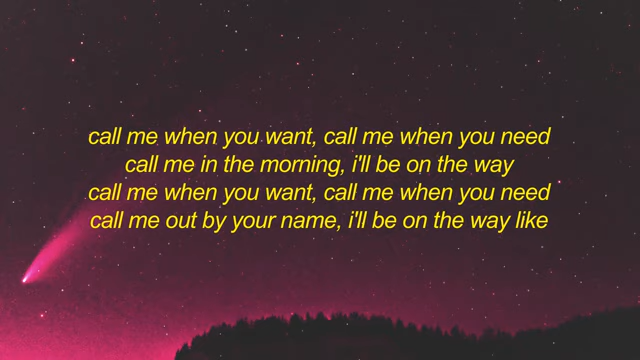 call me when you want, call me when you need
call me in the morning, i'll be on the way
call me when you want, call me when you need
call me out by your name, i'll be on the way like